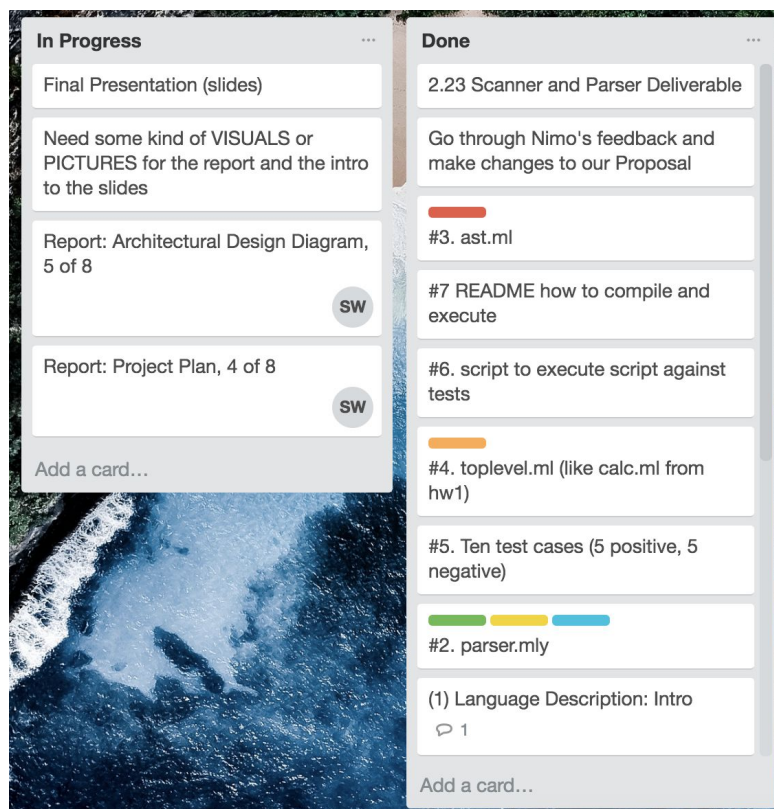 In Progress
Final Presentation (slides)
Need some kind of VISUALS or
PICTURES for the report and the intro
to the slides
Report: Architectural Design Diagram,
5 of 8
SW
Report: Project Plan, 4 of 8
SW
Add a card…
Done
2.23 Scanner and Parser Deliverable
Go through Nimo's feedback and
make changes to our Proposal
#3. ast.ml
#7 README how to compile and
execute
#6. script to execute script against
tests
#4. toplevel.ml (like calc.ml from
hw1)
#5. Ten test cases (5 positive, 5
negative)
#2. parser.mly
(1) Language Description: Intro
1
Add a card…